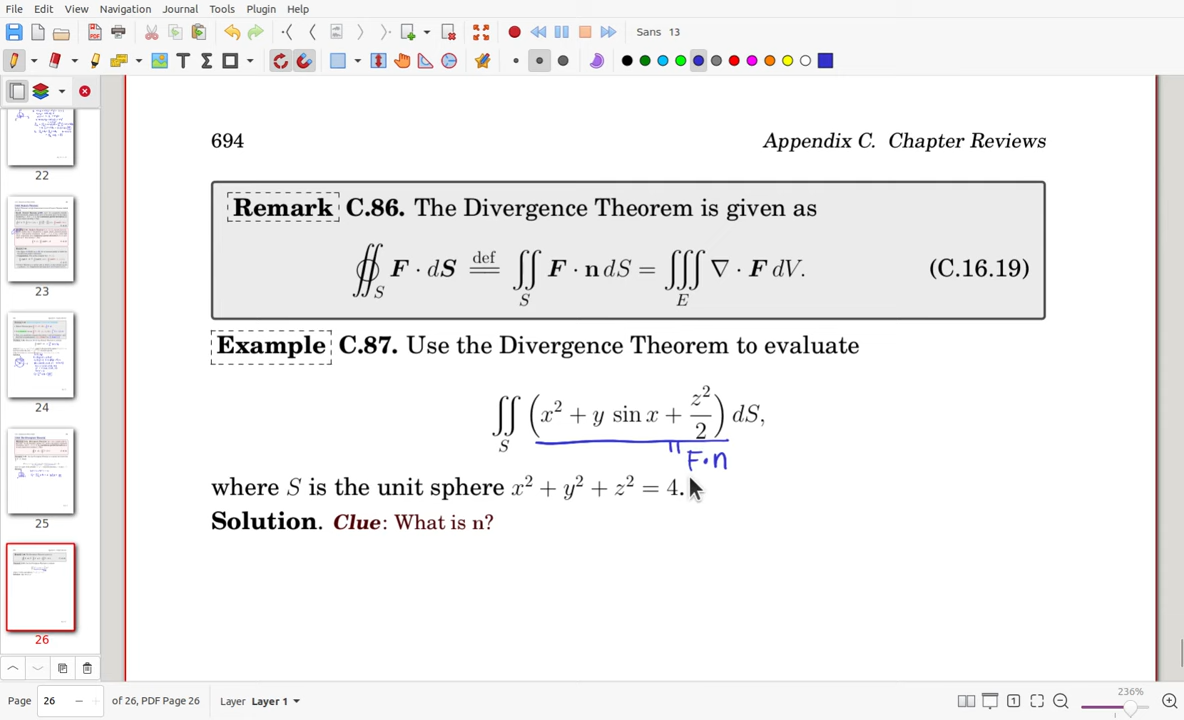 File Edit View Navigation Journal Tools Plugin Help
Sans 13
22
23
24
25
26
694 Appendix C. Chapter Reviews
Remark C.86. The Divergence Theorem is given as
∯_S F · dS ≝ ∬_S F · n dS = ∭_E ∇ · F dV. (C.16.19)
Example C.87. Use the Divergence Theorem to evaluate
∬_S (x² + y sin x + z²/2) dS,
F·n
where S is the unit sphere x² + y² + z² = 4.
Solution. Clue: What is n?
Page 26 of 26, PDF Page 26 Layer Layer 1 236%